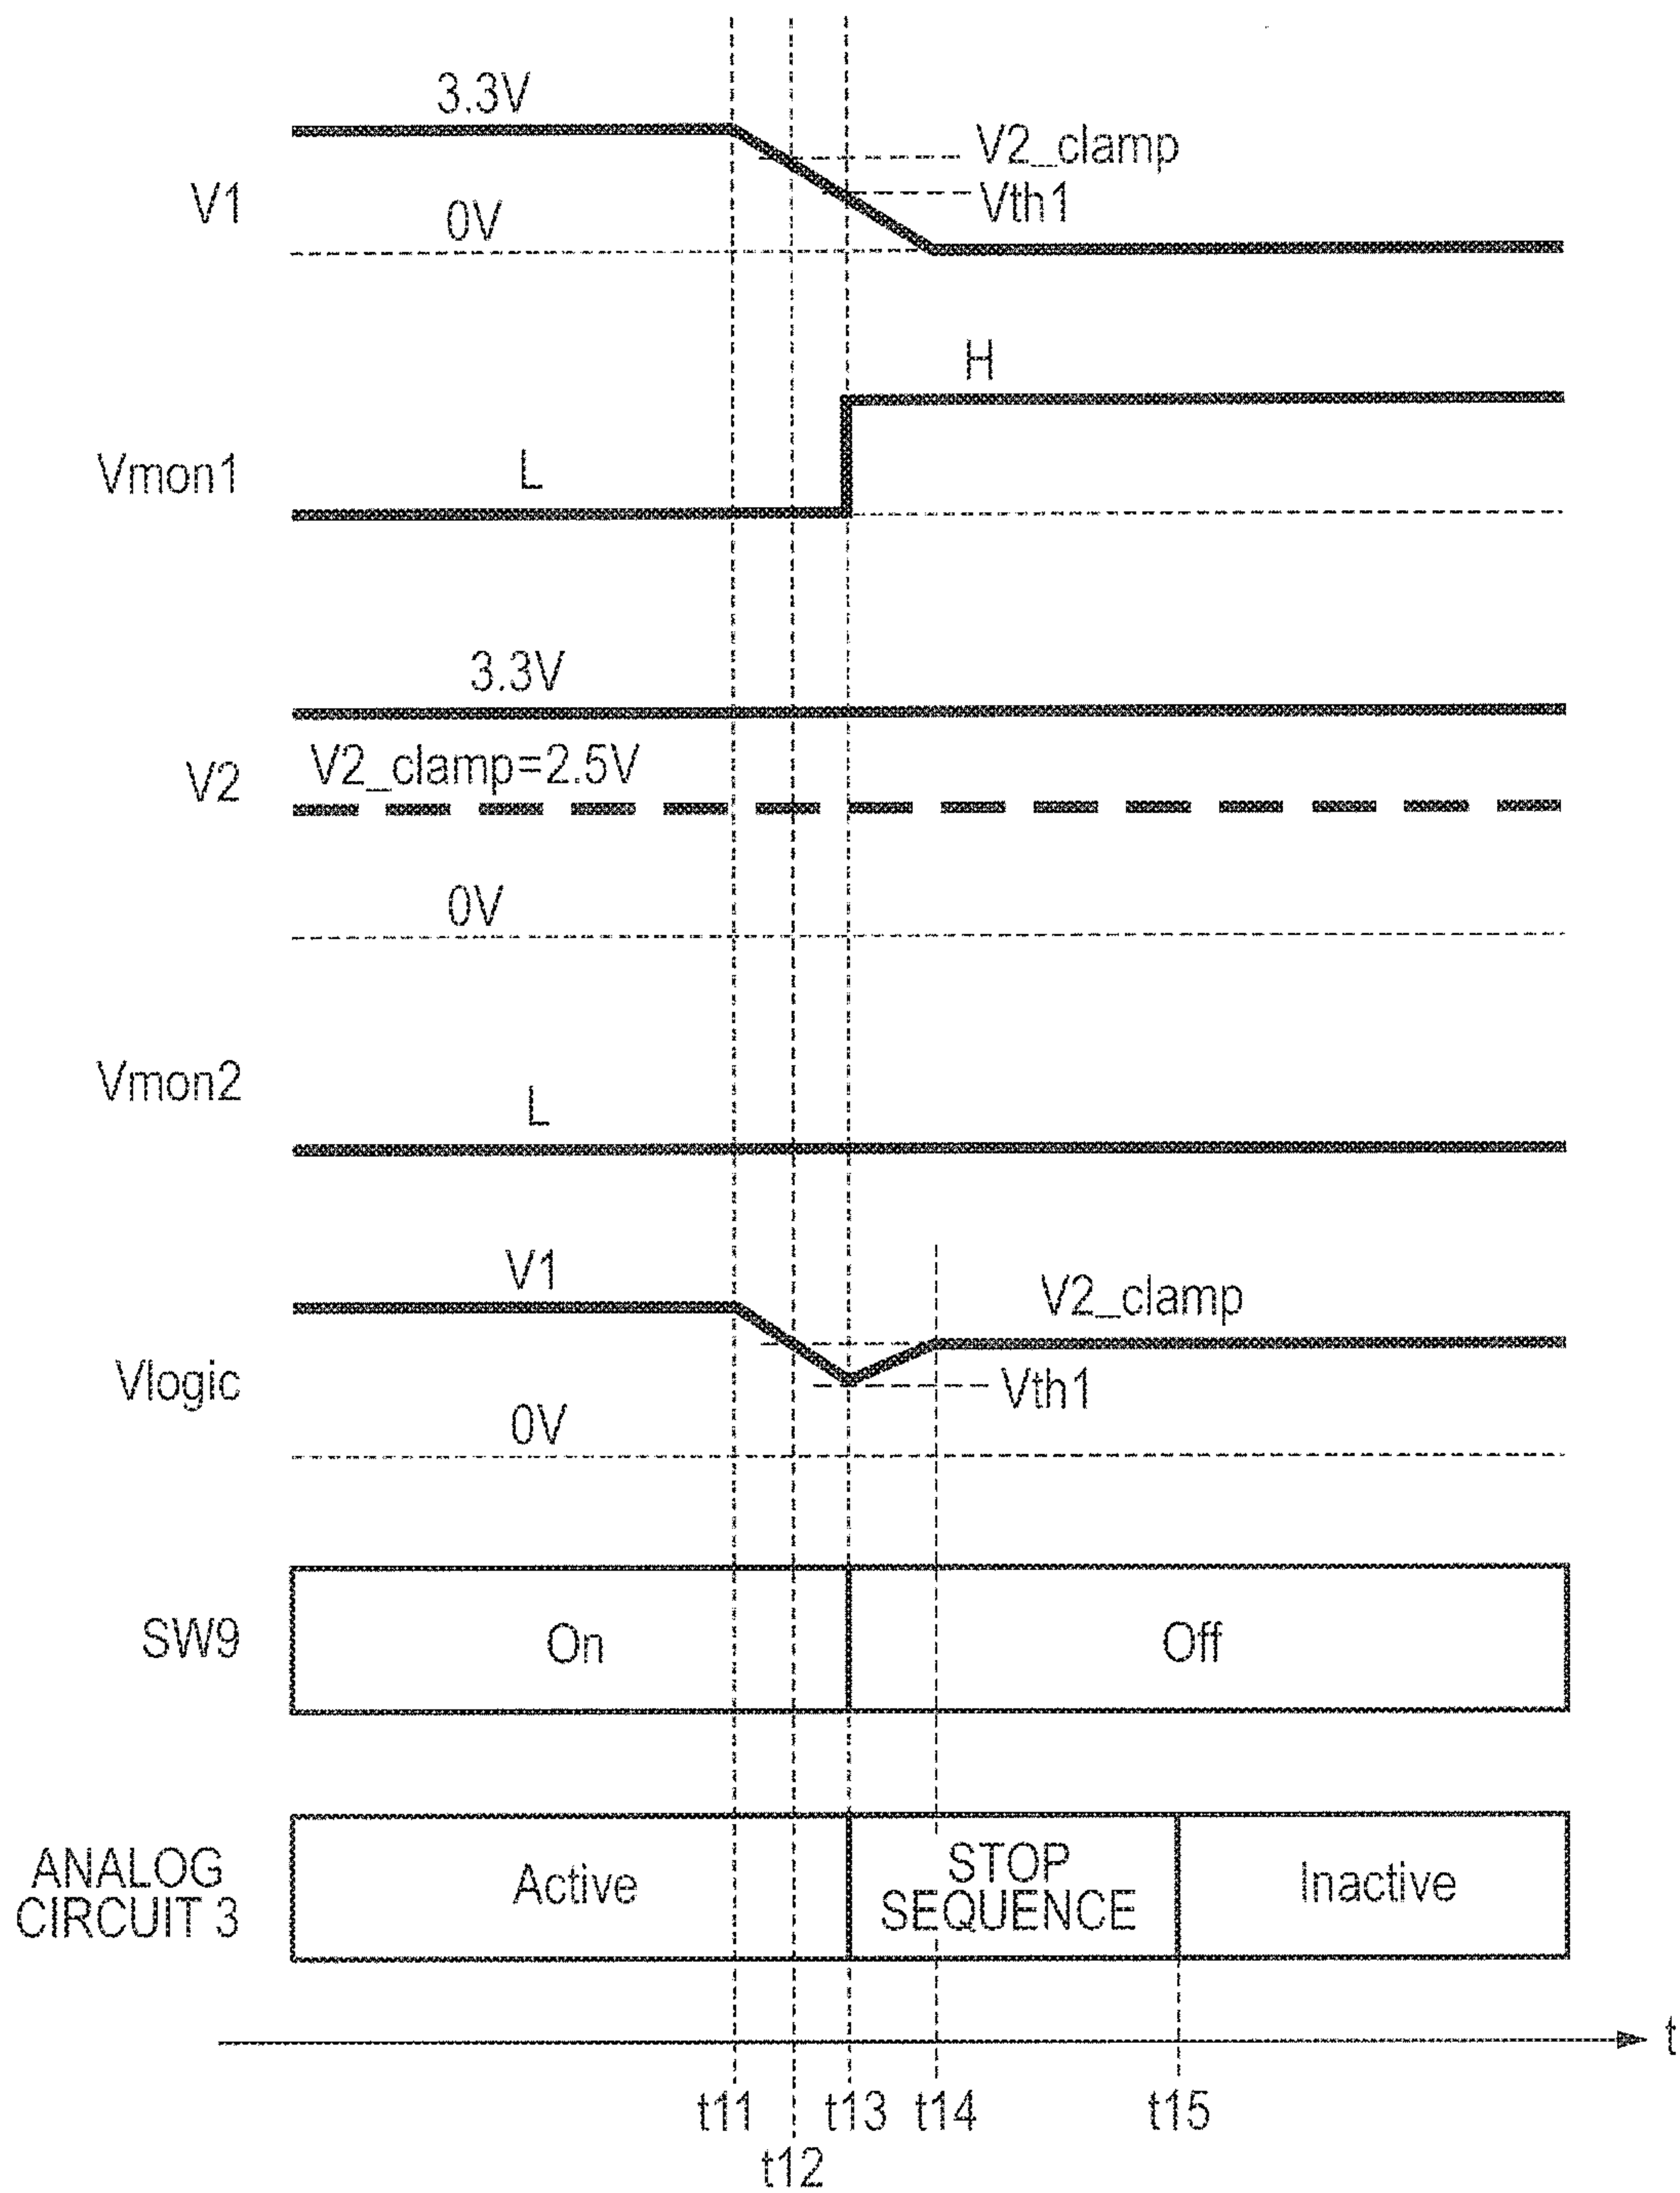 3.3V
V2_clamp
V1
Vth1
0V
H
Vmon1
L
3.3V
V2
V2_clamp=2.5V
0V
Vmon2
L
V1
V2_clamp
Vlogic
Vth1
0V
SW9
On
Off
ANALOG
CIRCUIT 3
Active
STOP
SEQUENCE
Inactive
t
t11
t13
t14
t15
t12